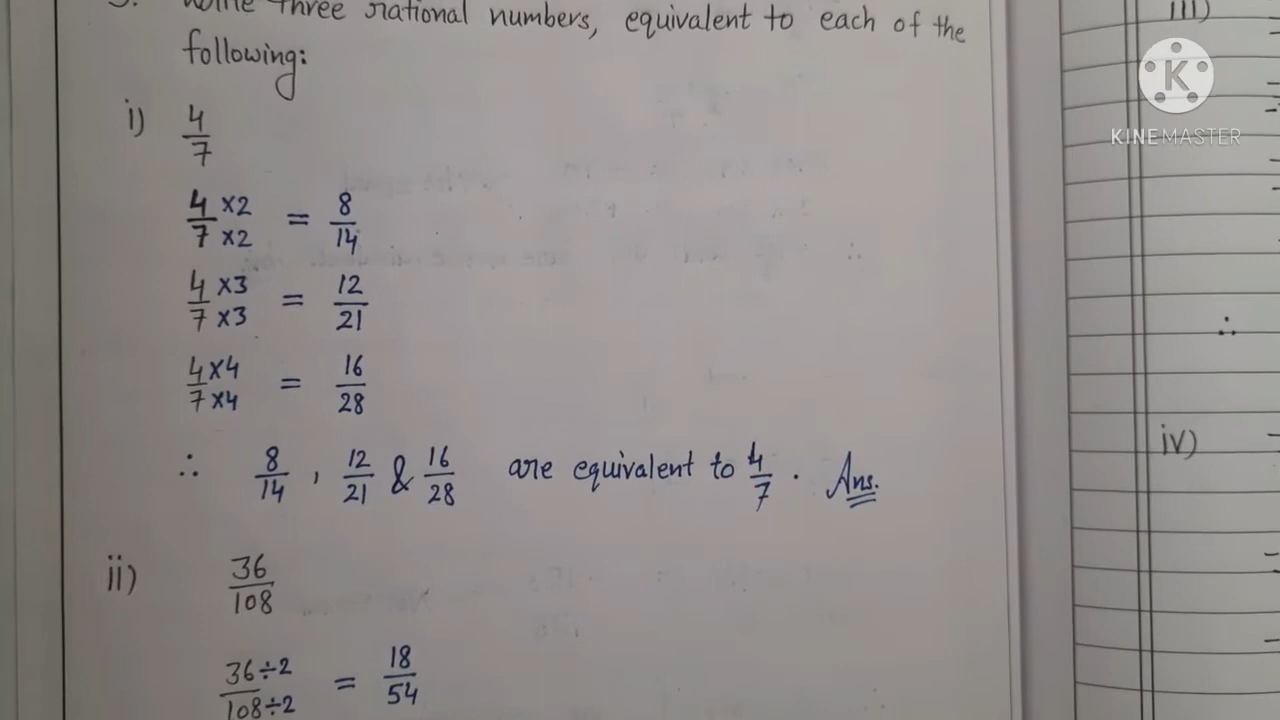 3. Write three rational numbers, equivalent to each of the
following:
i) 4/7
4×2/7×2 = 8/14
4×3/7×3 = 12/21
4×4/7×4 = 16/28
∴ 8/14, 12/21 & 16/28 are equivalent to 4/7. Ans.
ii) 36/108
36÷2/108÷2 = 18/54
iii)
∴
iv)
K
KINEMASTER